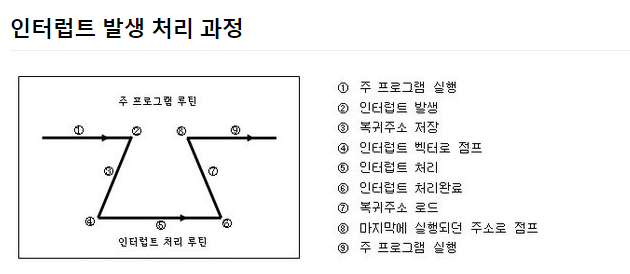 인터럽트 발생 처리 과정
주 프로그램 루틴
① ② ⑧ ⑨
③ ⑦
④ ⑤ ⑥
인터럽트 처리 루틴
① 주 프로그램 실행
② 인터럽트 발생
③ 복귀주소 저장
④ 인터럽트 벡터로 점프
⑤ 인터럽트 처리
⑥ 인터럽트 처리완료
⑦ 복귀주소 로드
⑧ 마지막에 실행되던 주소로 점프
⑨ 주 프로그램 실행